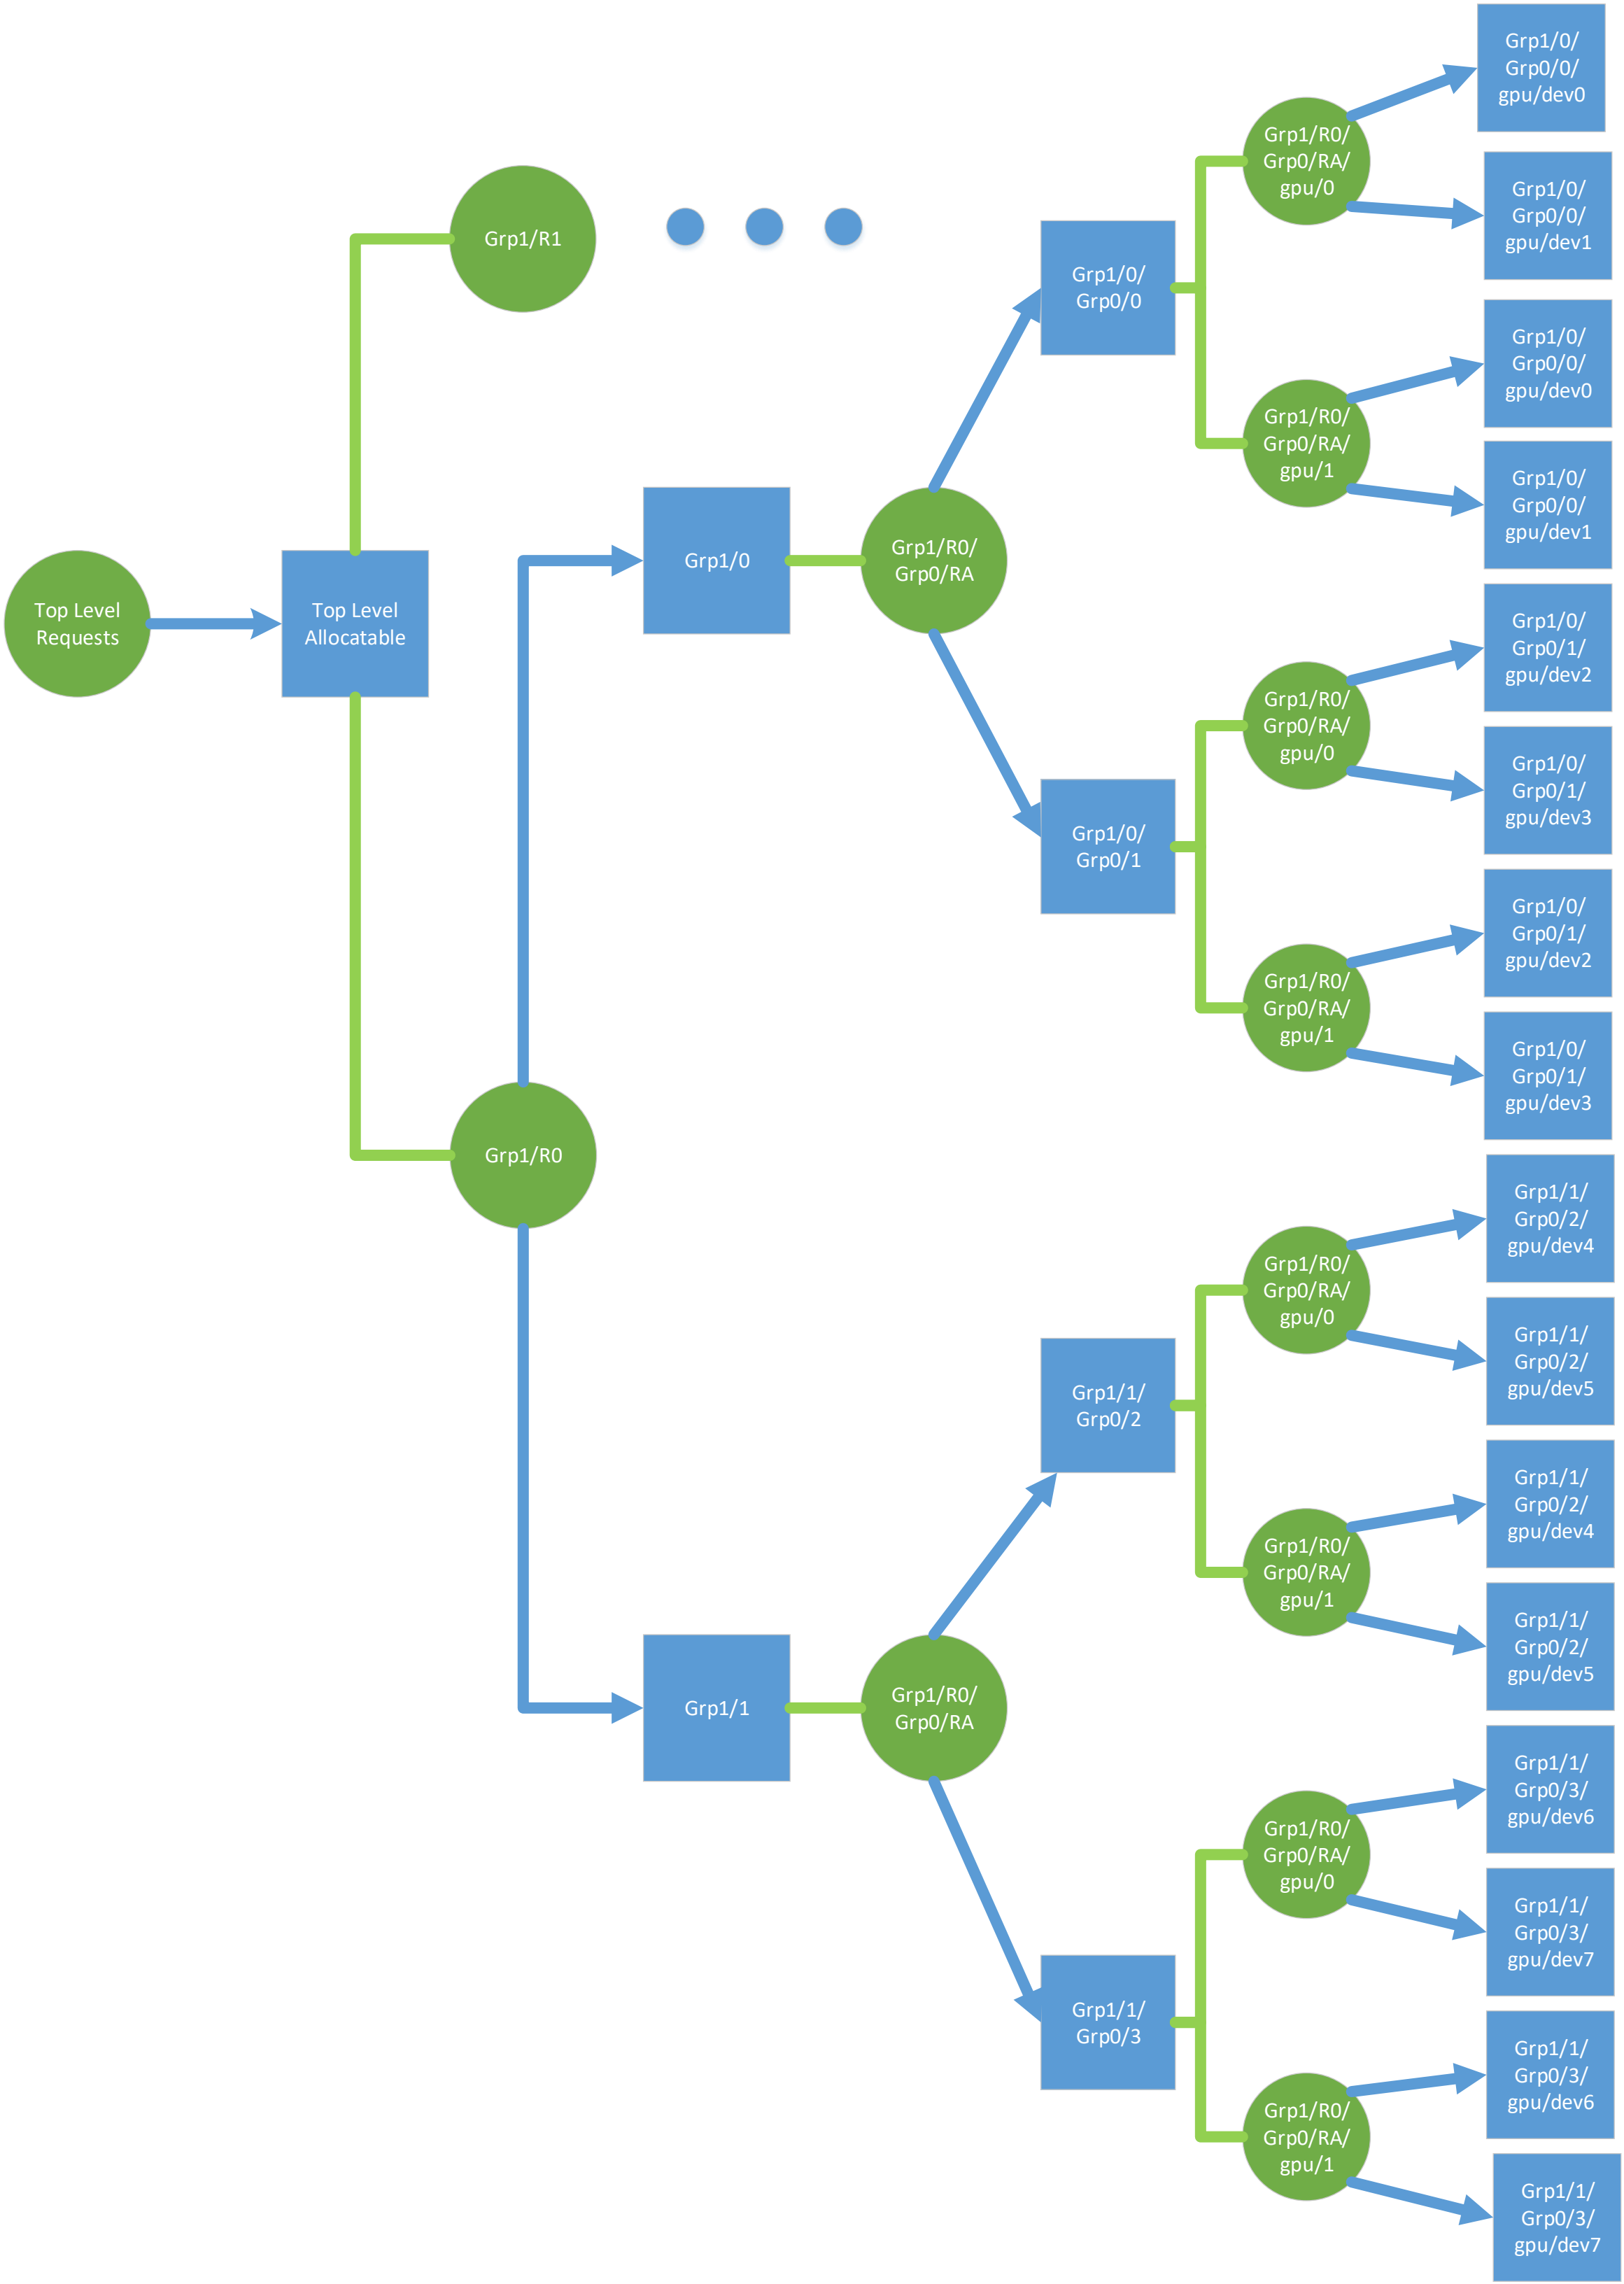 Top Level
Requests
Top Level
Allocatable
Grp1/R1
Grp1/R0
Grp1/0
Grp1/1
Grp1/R0/
Grp0/RA
Grp1/R0/
Grp0/RA
Grp1/0/
Grp0/0
Grp1/0/
Grp0/1
Grp1/1/
Grp0/2
Grp1/1/
Grp0/3
Grp1/R0/
Grp0/RA/
gpu/0
Grp1/R0/
Grp0/RA/
gpu/1
Grp1/R0/
Grp0/RA/
gpu/0
Grp1/R0/
Grp0/RA/
gpu/1
Grp1/R0/
Grp0/RA/
gpu/0
Grp1/R0/
Grp0/RA/
gpu/1
Grp1/R0/
Grp0/RA/
gpu/0
Grp1/R0/
Grp0/RA/
gpu/1
Grp1/0/
Grp0/0/
gpu/dev0
Grp1/0/
Grp0/0/
gpu/dev1
Grp1/0/
Grp0/0/
gpu/dev0
Grp1/0/
Grp0/0/
gpu/dev1
Grp1/0/
Grp0/1/
gpu/dev2
Grp1/0/
Grp0/1/
gpu/dev3
Grp1/0/
Grp0/1/
gpu/dev2
Grp1/0/
Grp0/1/
gpu/dev3
Grp1/1/
Grp0/2/
gpu/dev4
Grp1/1/
Grp0/2/
gpu/dev5
Grp1/1/
Grp0/2/
gpu/dev4
Grp1/1/
Grp0/2/
gpu/dev5
Grp1/1/
Grp0/3/
gpu/dev6
Grp1/1/
Grp0/3/
gpu/dev7
Grp1/1/
Grp0/3/
gpu/dev6
Grp1/1/
Grp0/3/
gpu/dev7